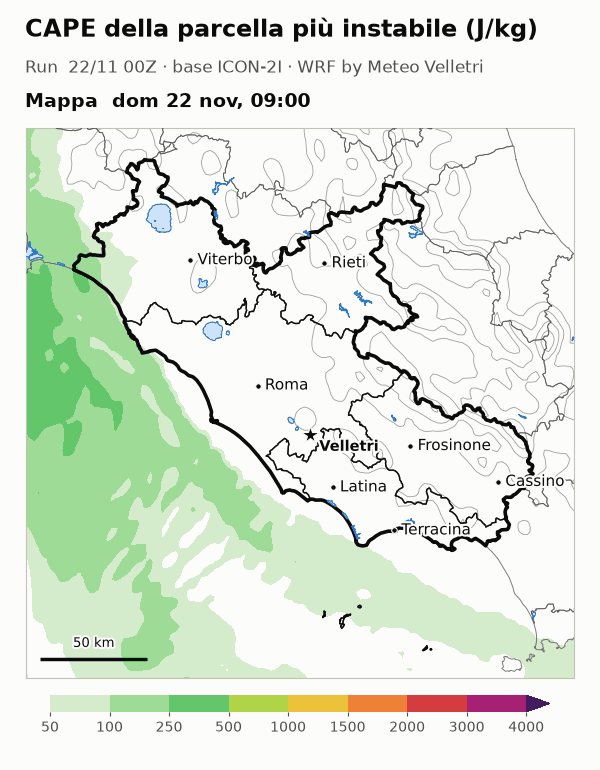 CAPE della parcella più instabile (J/kg)
Run 22/11 00Z · base ICON-2I · WRF by Meteo Velletri
Mappa dom 22 nov, 09:00
Viterbo
Rieti
Roma
Velletri
Frosinone
Latina
Cassino
Terracina
50 km
50 100 250 500 1000 1500 2000 3000 4000